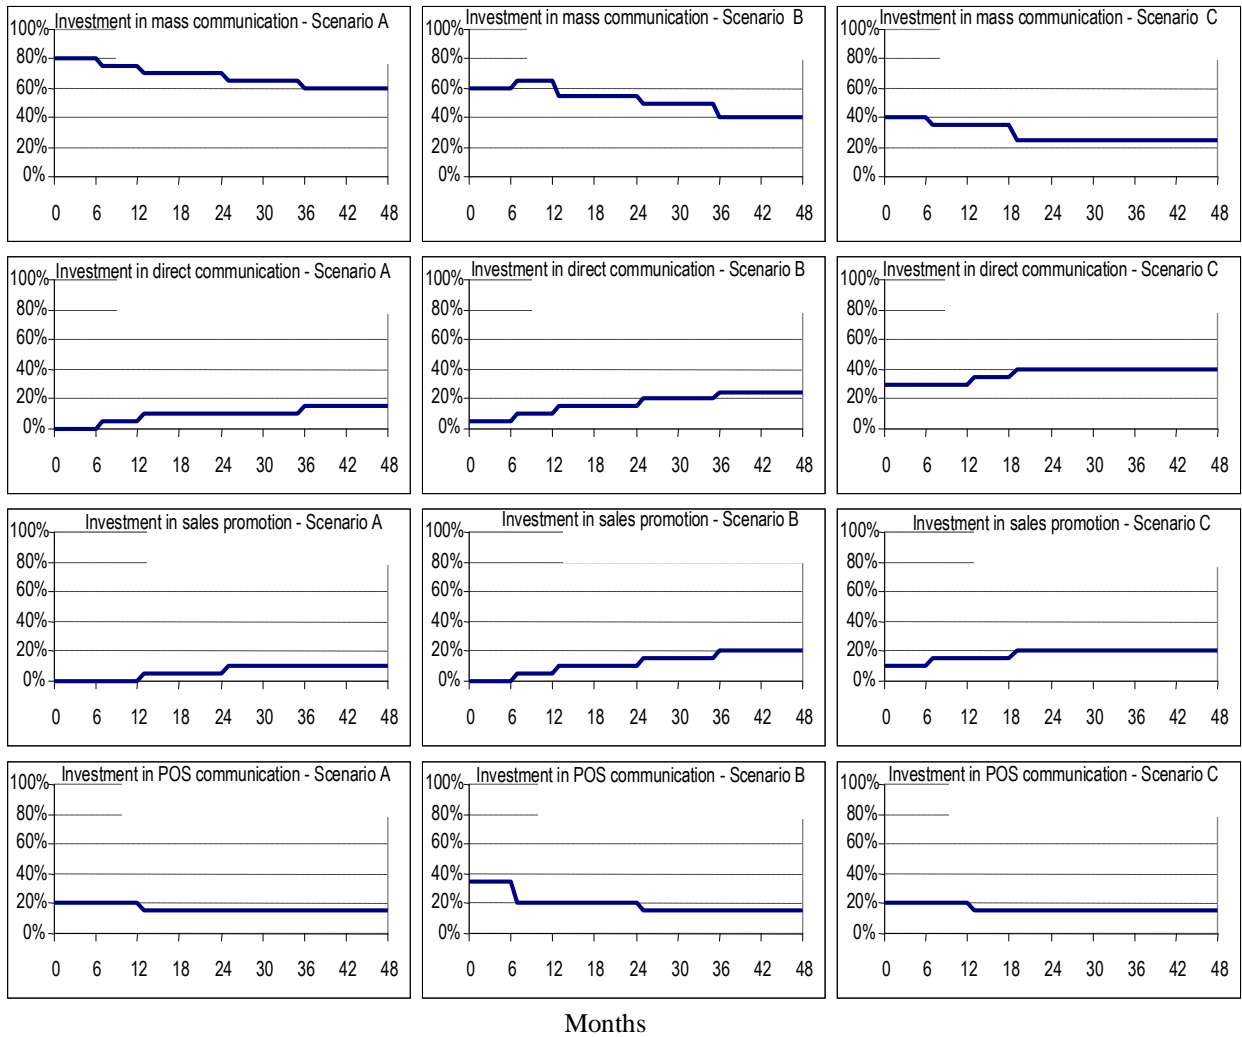 Investment in mass communication - Scenario A
100%
80%
60%
40%
20%
0%
0 6 12 18 24 30 36 42 48
Investment in mass communication - Scenario B
100%
80%
60%
40%
20%
0%
0 6 12 18 24 30 36 42 48
Investment in mass communication - Scenario C
100%
80%
60%
40%
20%
0%
0 6 12 18 24 30 36 42 48
Investment in direct communication - Scenario A
100%
80%
60%
40%
20%
0%
0 6 12 18 24 30 36 42 48
Investment in direct communication - Scenario B
100%
80%
60%
40%
20%
0%
0 6 12 18 24 30 36 42 48
Investment in direct communication - Scenario C
100%
80%
60%
40%
20%
0%
0 6 12 18 24 30 36 42 48
Investment in sales promotion - Scenario A
100%
80%
60%
40%
20%
0%
0 6 12 18 24 30 36 42 48
Investment in sales promotion - Scenario B
100%
80%
60%
40%
20%
0%
0 6 12 18 24 30 36 42 48
Investment in sales promotion - Scenario C
100%
80%
60%
40%
20%
0%
0 6 12 18 24 30 36 42 48
Investment in POS communication - Scenario A
100%
80%
60%
40%
20%
0%
0 6 12 18 24 30 36 42 48
Investment in POS communication - Scenario B
100%
80%
60%
40%
20%
0%
0 6 12 18 24 30 36 42 48
Investment in POS communication - Scenario C
100%
80%
60%
40%
20%
0%
0 6 12 18 24 30 36 42 48
Months